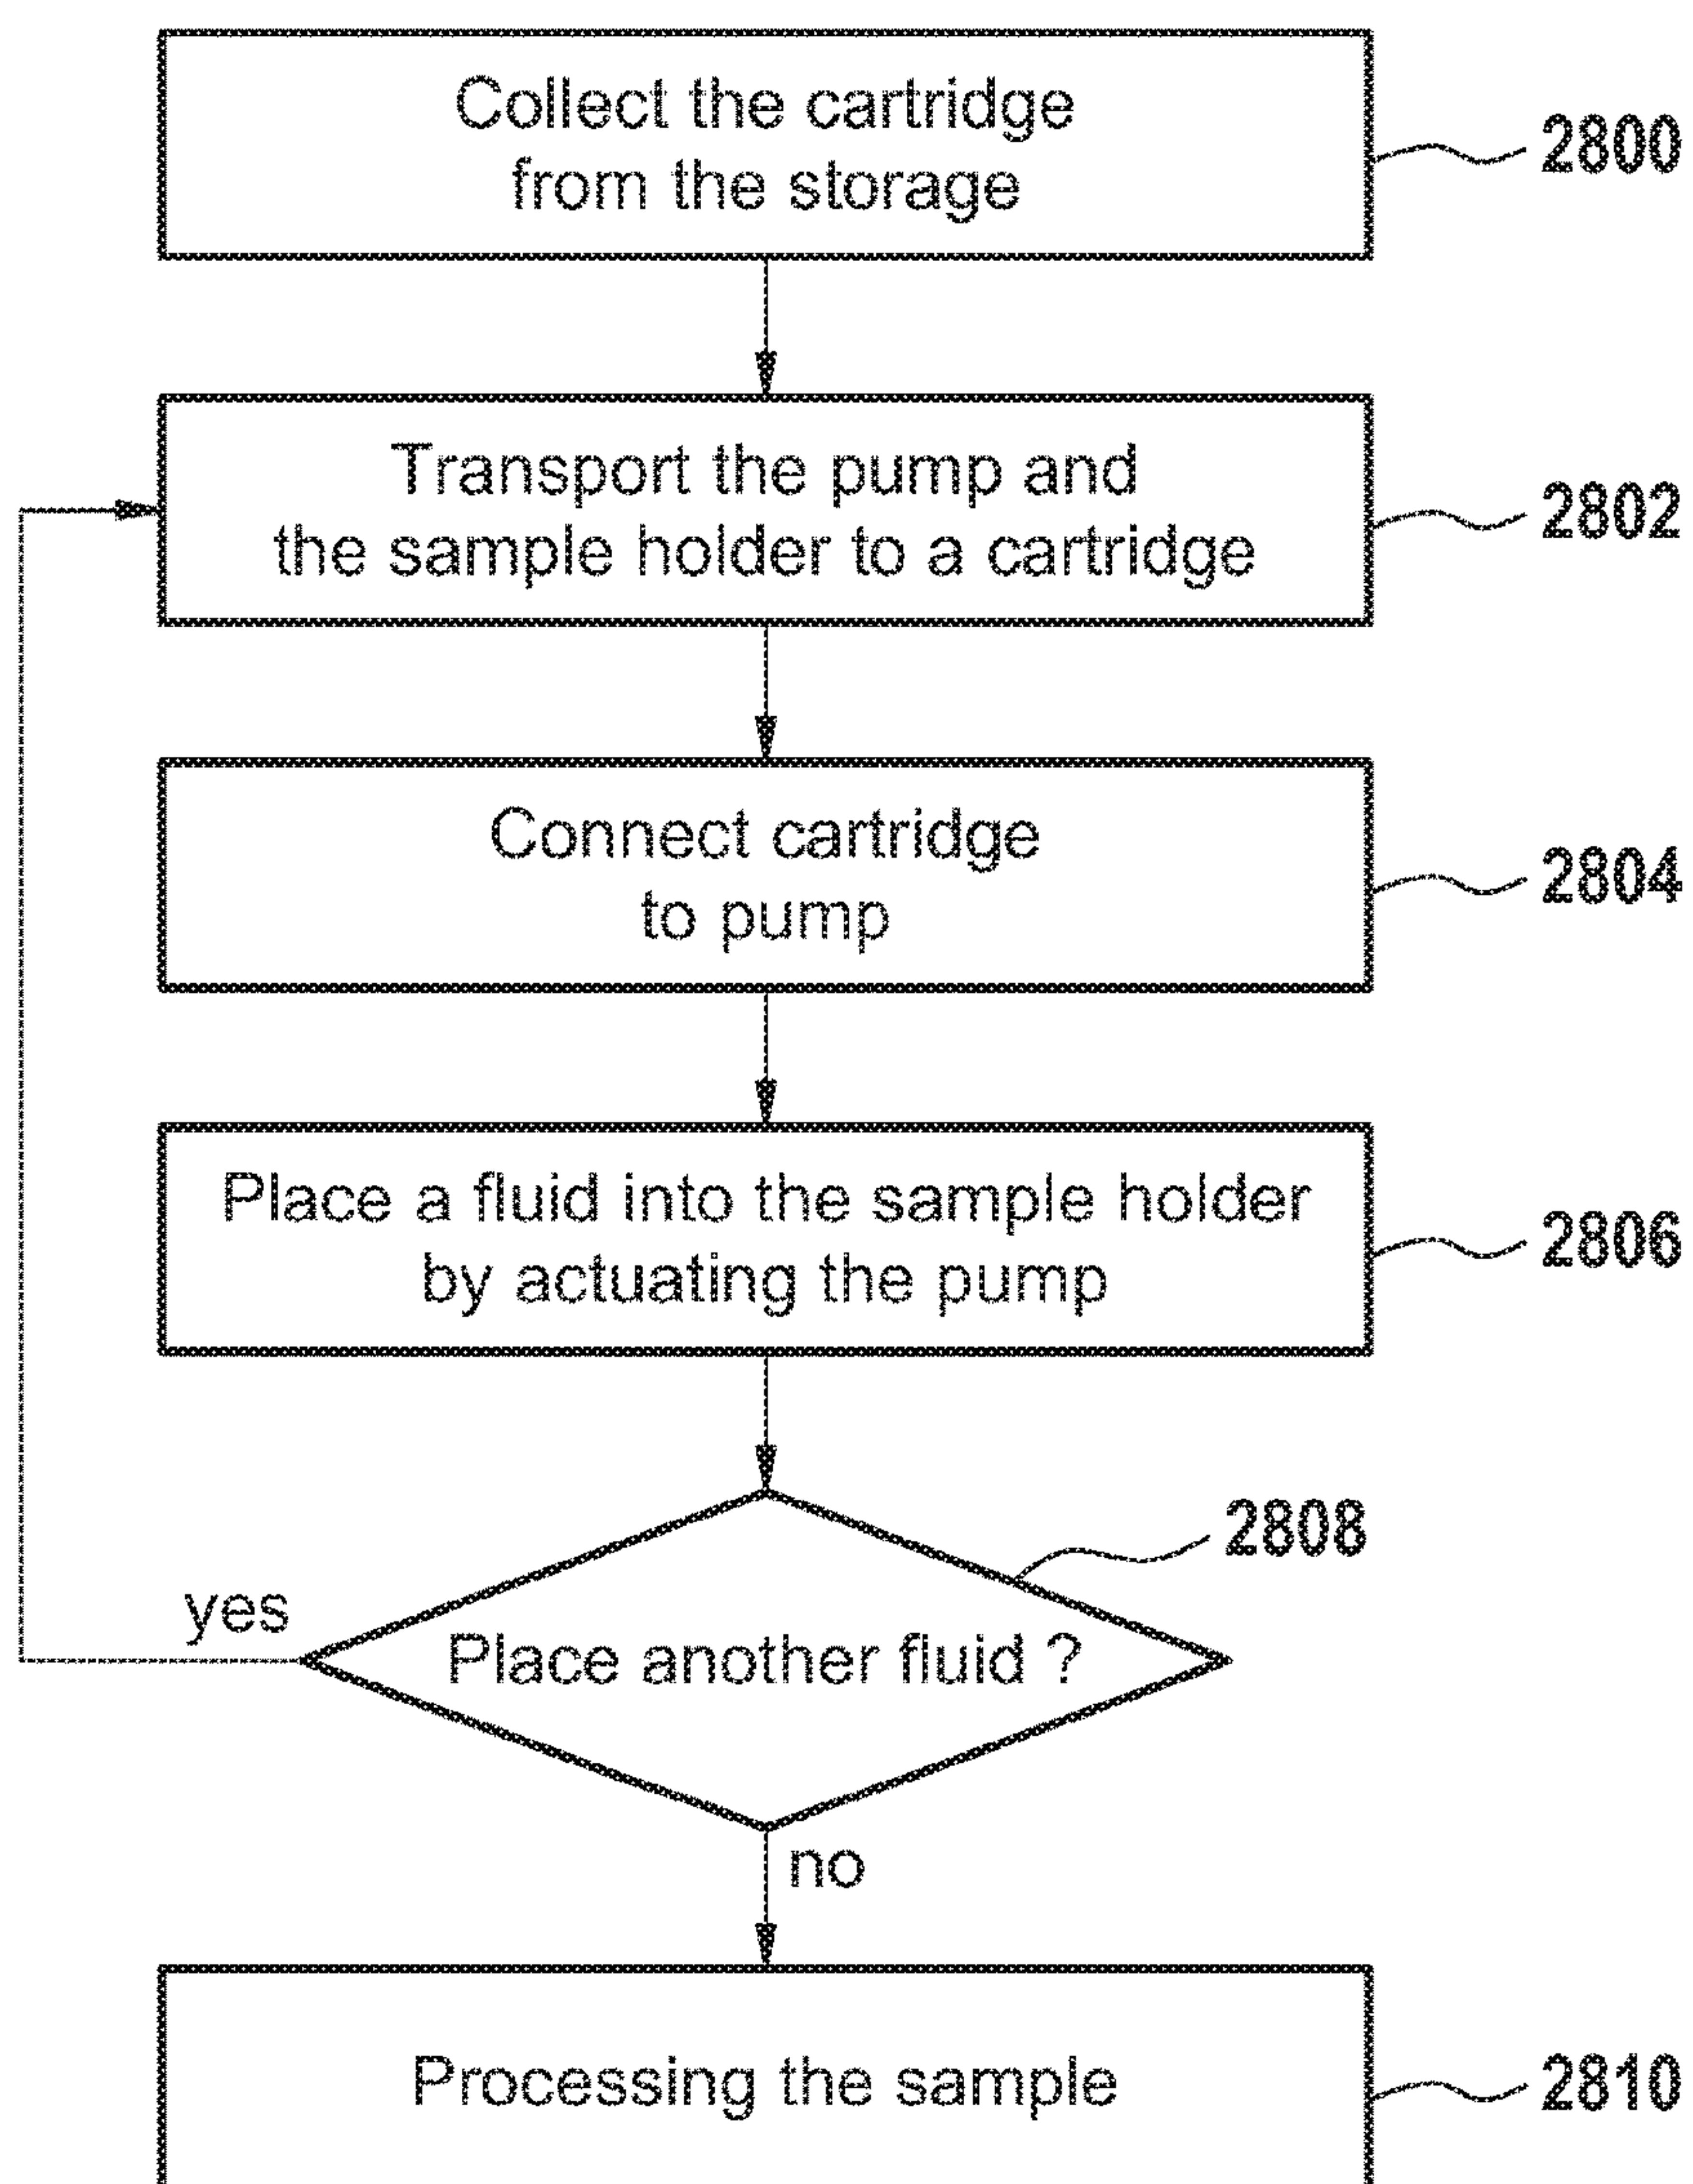 Collect the cartridge
from the storage
2800
Transport the pump and
the sample holder to a cartridge
2802
Connect cartridge
to pump
2804
Place a fluid into the sample holder
by actuating the pump
2806
2808
yes
Place another fluid ?
no
Processing the sample
2810